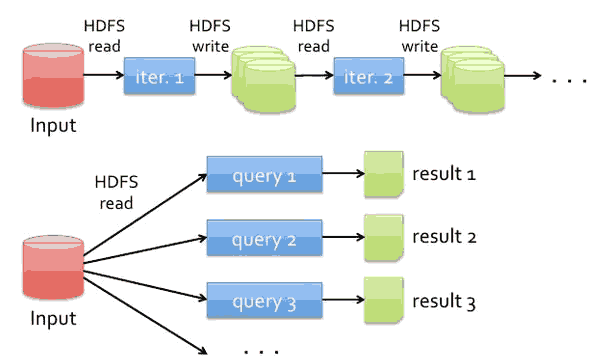 HDFS
read
HDFS
write
HDFS
read
HDFS
write
iter. 1
iter. 2
. . .
Input
HDFS
read
query 1
result 1
query 2
result 2
query 3
result 3
Input
. . .